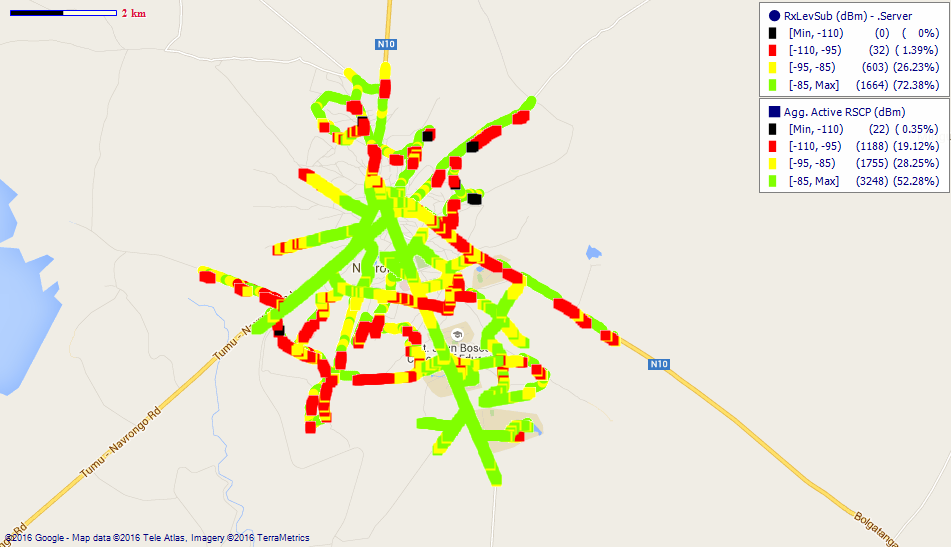 2 km
N10
RxLevSub (dBm) - .Server
[Min, -110) (0) ( 0%)
[-110, -95) (32) ( 1.39%)
[-95, -85) (603) (26.23%)
[-85, Max] (1664) (72.38%)
Agg. Active RSCP (dBm)
[Min, -110) (22) ( 0.35%)
[-110, -95) (1188) (19.12%)
[-95, -85) (1755) (28.25%)
[-85, Max] (3248) (52.28%)
Tumu - Nav
N10
Tumu - Navrongo Rd
Bolgatanga
©2016 Google - Map data ©2016 Tele Atlas, Imagery ©2016 TerraMetrics